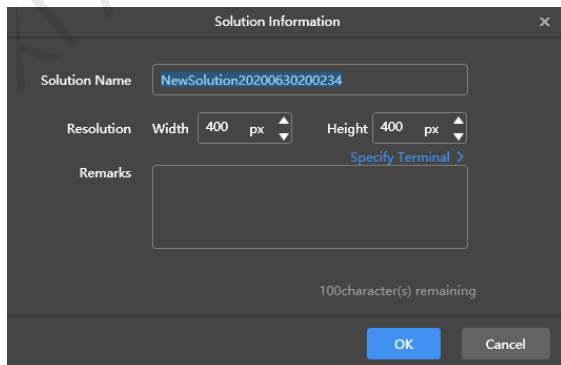 Solution Information
Solution Name NewSolution20200630200234
Resolution Width 400 px Height 400 px
Specify Terminal >
Remarks
100character(s) remaining
OK Cancel